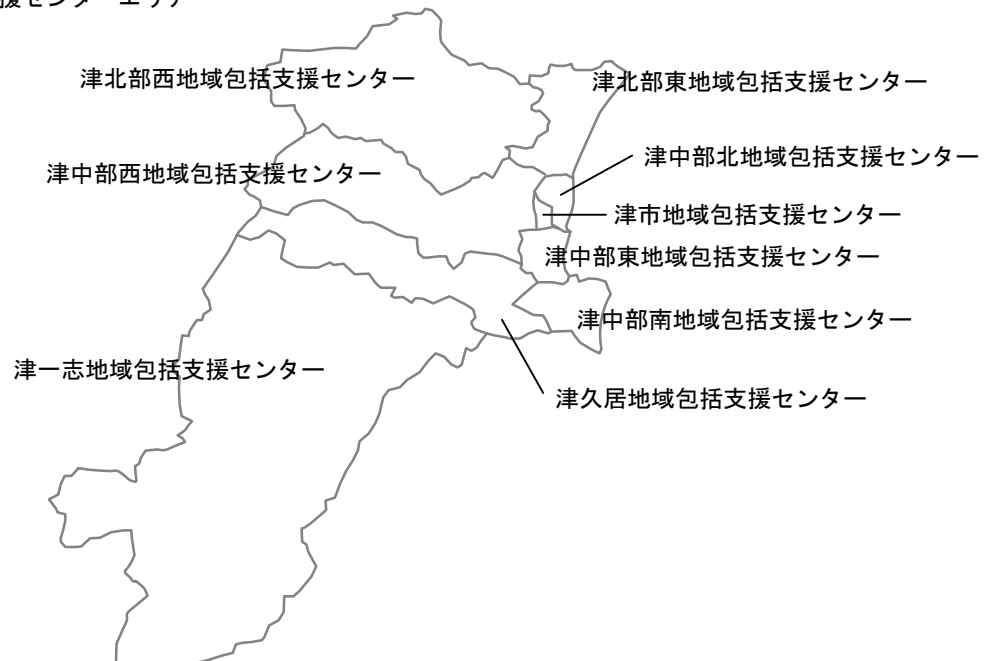 援センターエリア
津北部西地域包括支援センター
津北部東地域包括支援センター
津中部北地域包括支援センター
津中部西地域包括支援センター
津市地域包括支援センター
津中部東地域包括支援センター
津中部南地域包括支援センター
津一志地域包括支援センター
津久居地域包括支援センター